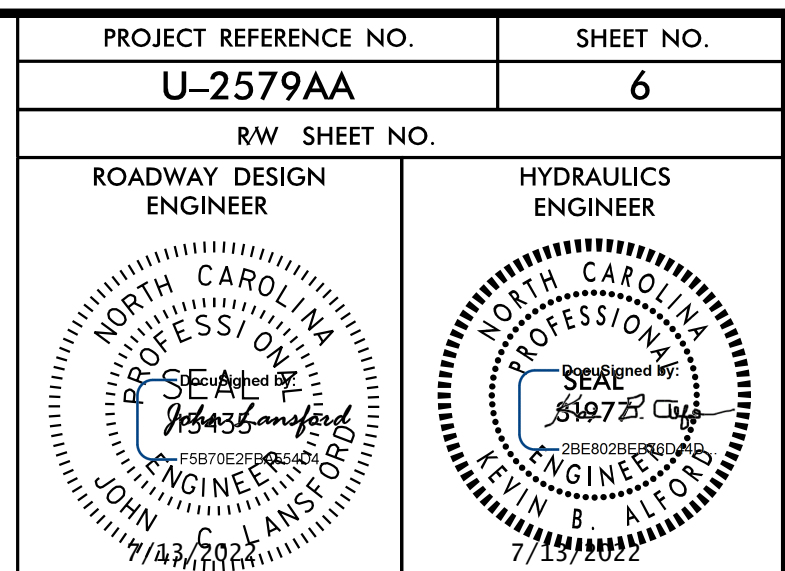 PROJECT REFERENCE NO.
SHEET NO.
U–2579AA
6
R/W SHEET NO.
ROADWAY DESIGN
ENGINEER
NORTH CAROLINA
PROFESSIONAL
SEAL
DocuSigned by:
John Lansford
ENGINEER
JOHN C. LANSFORD
7/13/2022
HYDRAULICS
ENGINEER
NORTH CAROLINA
PROFESSIONAL
DocuSigned by:
SEAL
ENGINEER
KEVIN B. ALFORD
7/13/2022